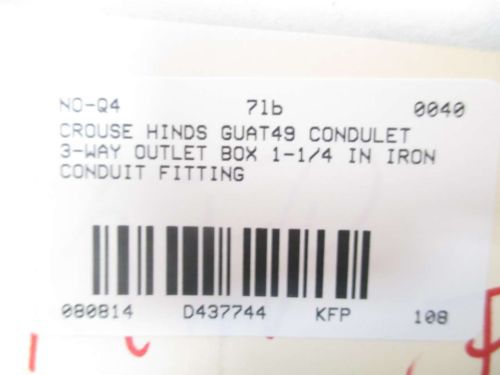 NO-Q4 7lb 0040
CROUSE HINDS GUAT49 CONDULET
3-WAY OUTLET BOX 1-1/4 IN IRON
CONDUIT FITTING
080814 D437744 KFP 108